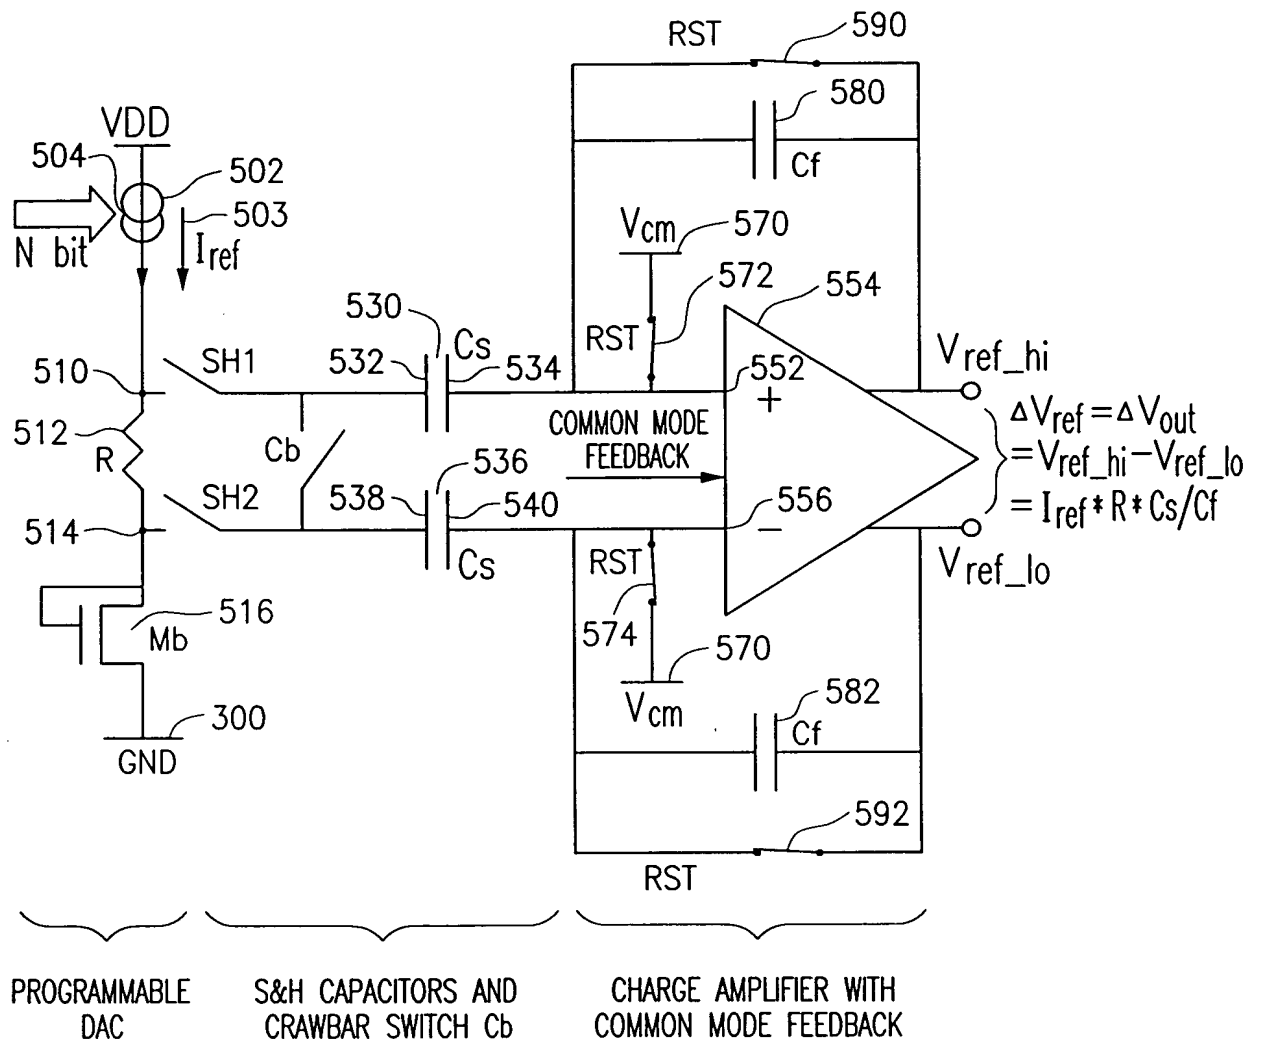 RST
590
580
Cf
VDD
504
502
503
N bit
Iref
Vcm
570
572
RST
554
530
Cs
532
534
SH1
510
512
R
Cb
552
+
Vref_hi
COMMON MODE
FEEDBACK
ΔVref = ΔVout
= Vref_hi − Vref_lo
= Iref * R * Cs/Cf
SH2
514
536
538
540
Cs
556
−
Vref_lo
RST
574
570
Vcm
516
Mb
300
GND
582
Cf
592
RST
PROGRAMMABLE
DAC
S&H CAPACITORS AND
CRAWBAR SWITCH Cb
CHARGE AMPLIFIER WITH
COMMON MODE FEEDBACK